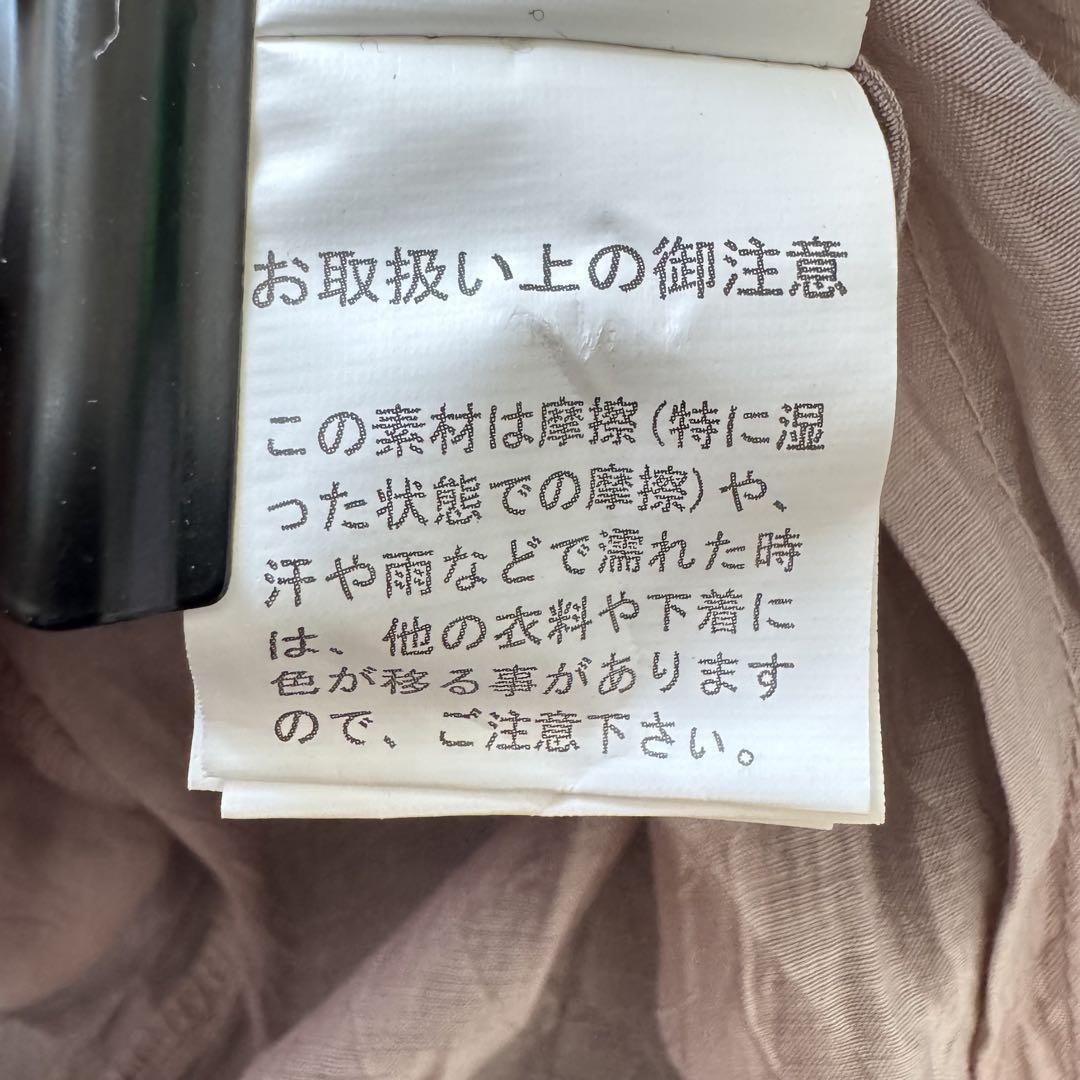 お取扱い上の御注意
この素材は摩擦(特に湿
った状態での摩擦)や、
汗や雨などで濡れた時
は、他の衣料や下着に
色が移る事があります
ので、ご注意下さい。